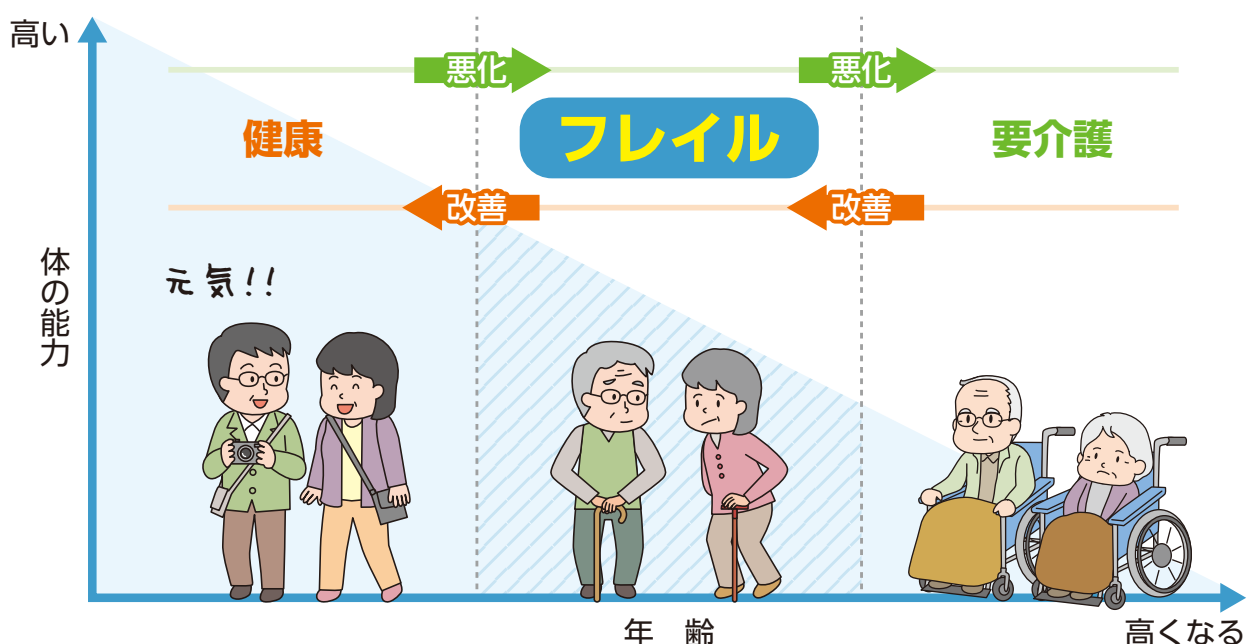 高い
悪化
悪化
健康
フレイル
要介護
改善
改善
体の能力
元気!!
年齢
高くなる